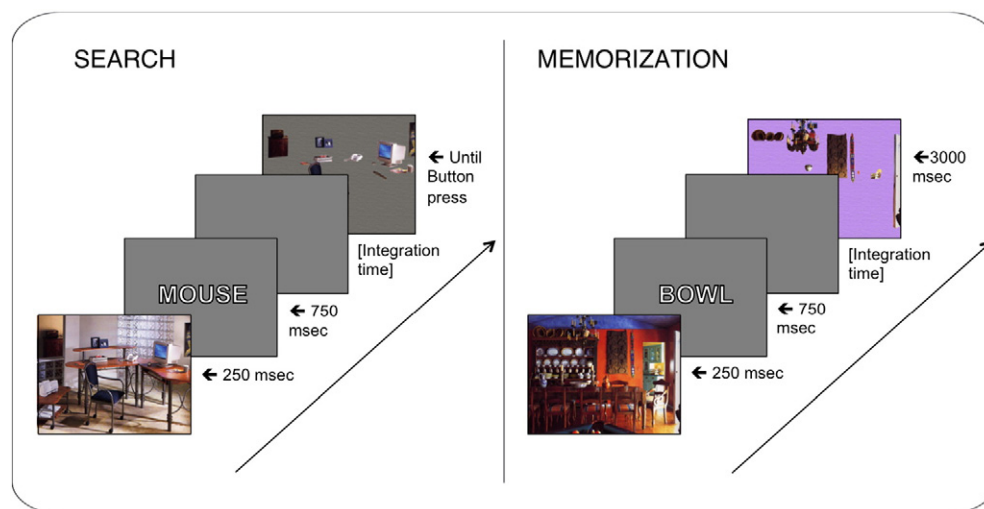 SEARCH
← Until
Button
press
[Integration
time]
MOUSE
← 750
msec
← 250 msec
MEMORIZATION
←3000
msec
[Integration
time]
BOWL
← 750
msec
← 250 msec